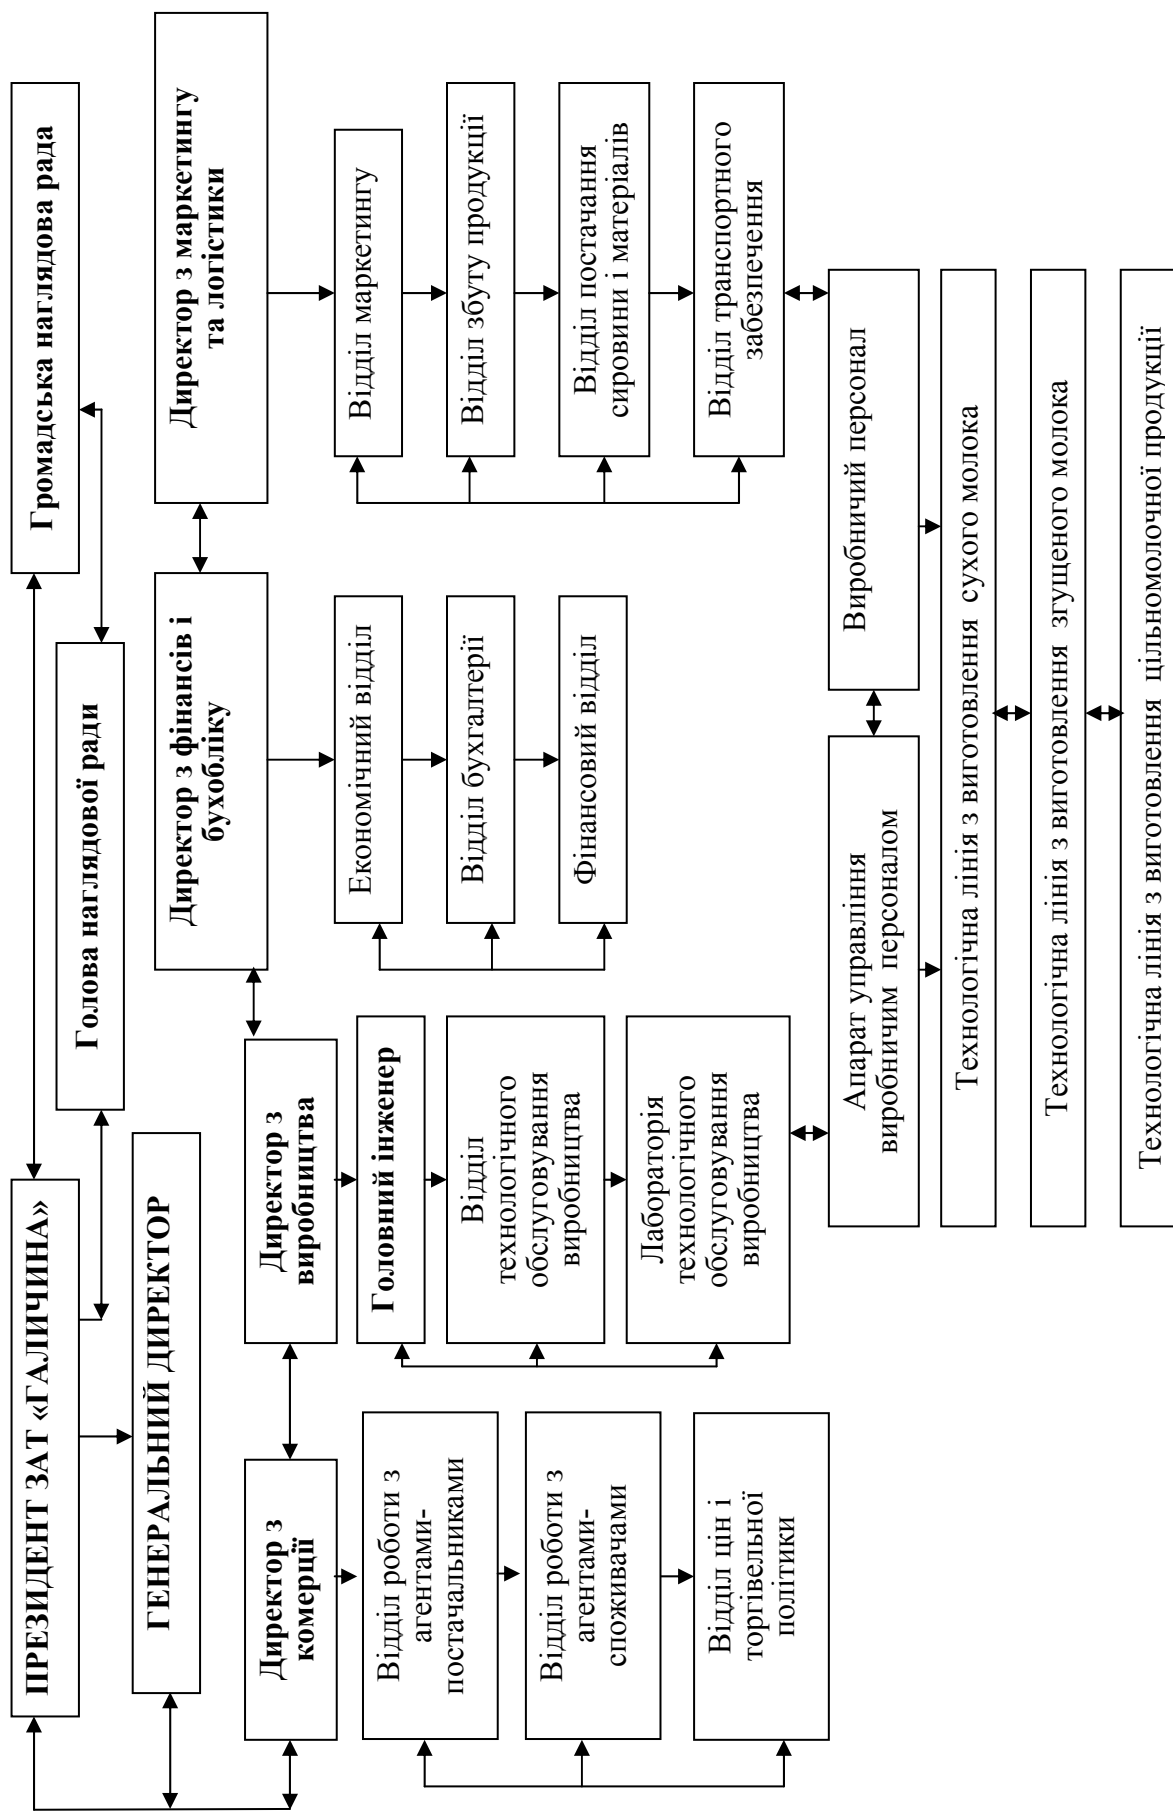 ПРЕЗИДЕНТ ЗАТ «ГАЛИЧИНА»
Громадська наглядова рада
Голова наглядової ради
ГЕНЕРАЛЬНИЙ ДИРЕКТОР
Директор з
комерції
Директор з
виробництва
Директор з фінансів і
бухобліку
Директор з маркетингу
та логістики
Відділ роботи з
агентами-
постачальниками
Відділ роботи з
агентами-
споживачами
Відділ цін і
торгівельної
політики
Головний інженер
Відділ
технологічного
обслуговування
виробництва
Лабораторія
технологічного
обслуговування
виробництва
Економічний відділ
Відділ бухгалтерії
Фінансовий відділ
Відділ маркетингу
Відділ збуту продукції
Відділ постачання
сировини і матеріалів
Відділ транспортного
забезпечення
Апарат управління
виробничим персоналом
Виробничий персонал
Технологічна лінія з виготовлення сухого молока
Технологічна лінія з виготовлення згущеного молока
Технологічна лінія з виготовлення цільномолочної продукції